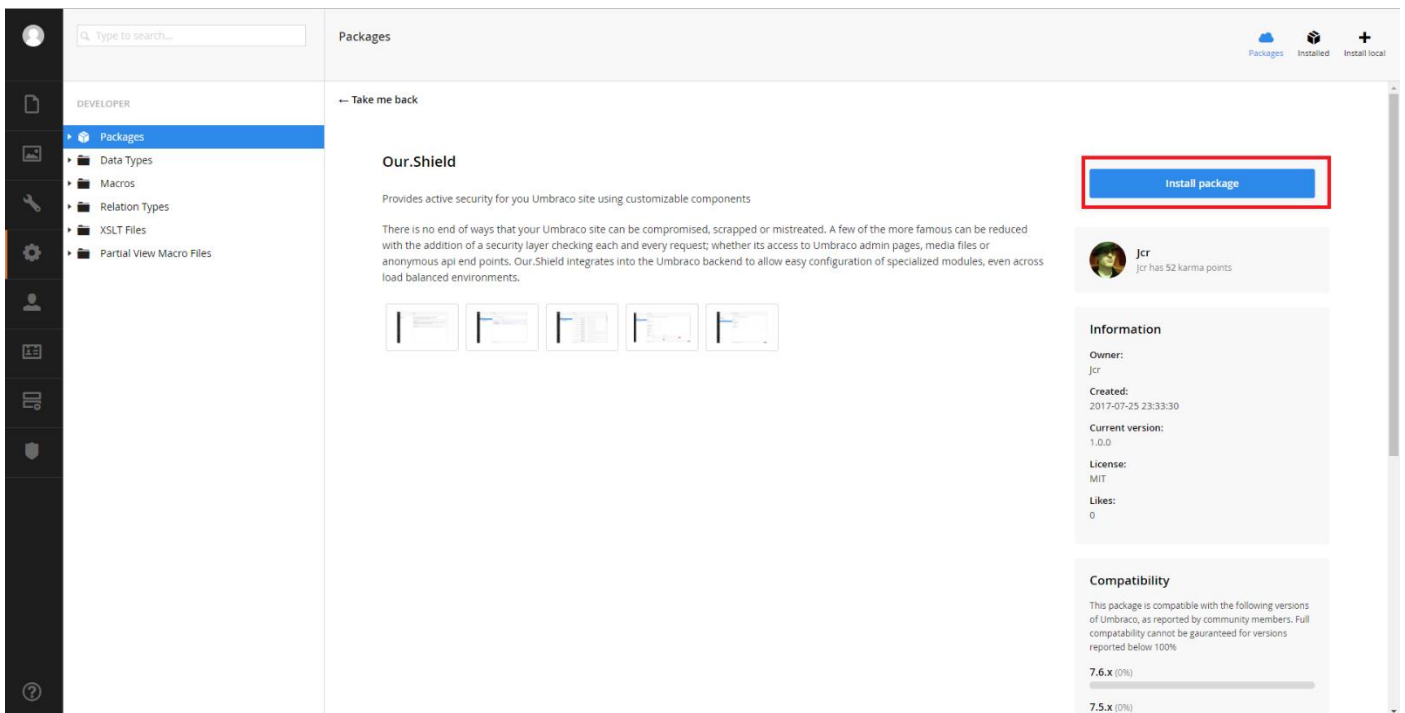 Type to search...
Packages
Packages
Installed
Install local
DEVELOPER
Packages
Data Types
Macros
Relation Types
XSLT Files
Partial View Macro Files
← Take me back
Our.Shield
Provides active security for you Umbraco site using customizable components
There is no end of ways that your Umbraco site can be compromised, scrapped or mistreated. A few of the more famous can be reduced
with the addition of a security layer checking each and every request; whether its access to Umbraco admin pages, media files or
anonymous api end points. Our.Shield integrates into the Umbraco backend to allow easy configuration of specialized modules, even across
load balanced environments.
Install package
Jcr
Jcr has 52 karma points
Information
Owner:
Jcr
Created:
2017-07-25 23:33:30
Current version:
1.0.0
License:
MIT
Likes:
0
Compatibility
This package is compatible with the following versions
of Umbraco, as reported by community members. Full
compatability cannot be gauranteed for versions
reported below 100%
7.6.x (0%)
7.5.x (0%)